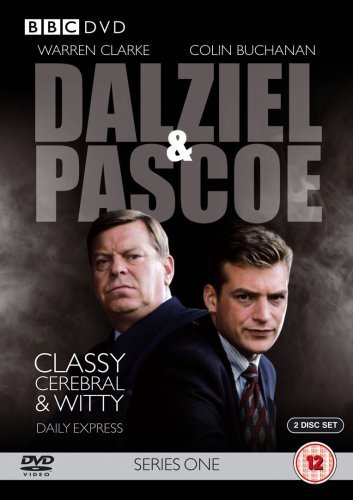 BBC DVD
WARREN CLARKE COLIN BUCHANAN
DALZIEL
&
PASCOE
CLASSY
CEREBRAL
& WITTY
DAILY EXPRESS
2 DISC SET
DVD
VIDEO
SERIES ONE
12